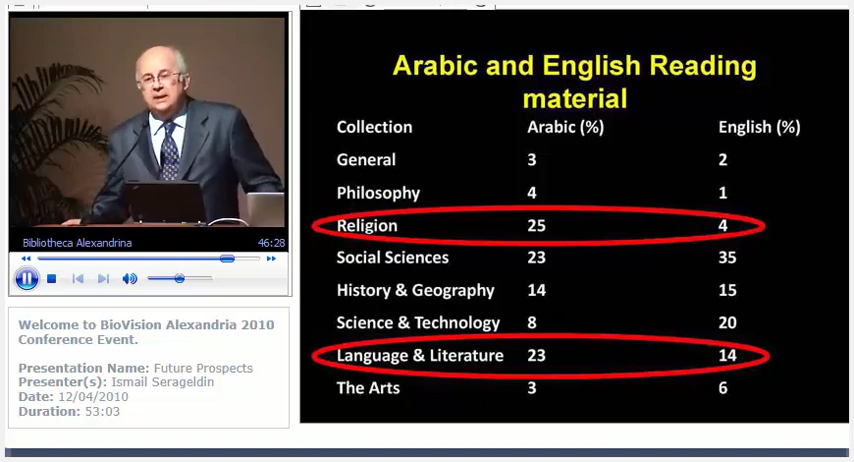 Arabic and English Reading
material
Collection Arabic (%) English (%)
General 3 2
Philosophy 4 1
Religion 25 4
Social Sciences 23 35
History & Geography 14 15
Science & Technology 8 20
Language & Literature 23 14
The Arts 3 6
Bibliotheca Alexandrina 46:28
Welcome to BioVision Alexandria 2010
Conference Event.
Presentation Name: Future Prospects
Presenter(s): Ismail Serageldin
Date: 12/04/2010
Duration: 53:03